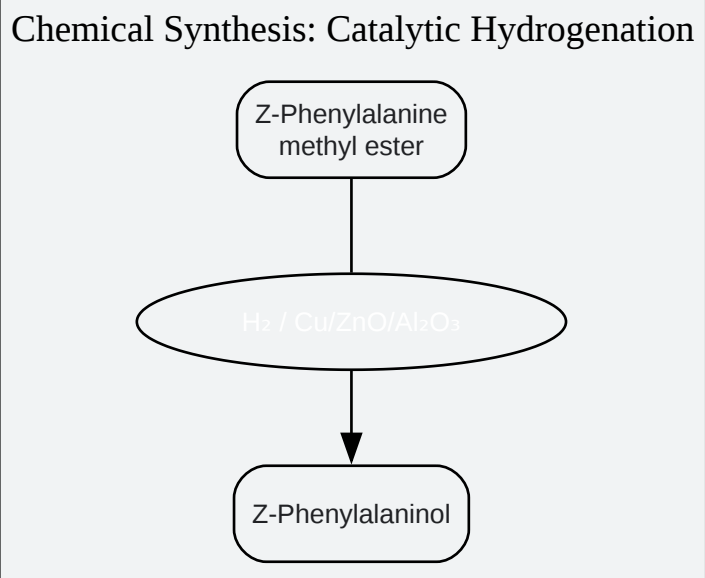 Chemical Synthesis: Catalytic Hydrogenation
Z-Phenylalanine
methyl ester
H₂ / Cu/ZnO/Al₂O₃
Z-Phenylalaninol